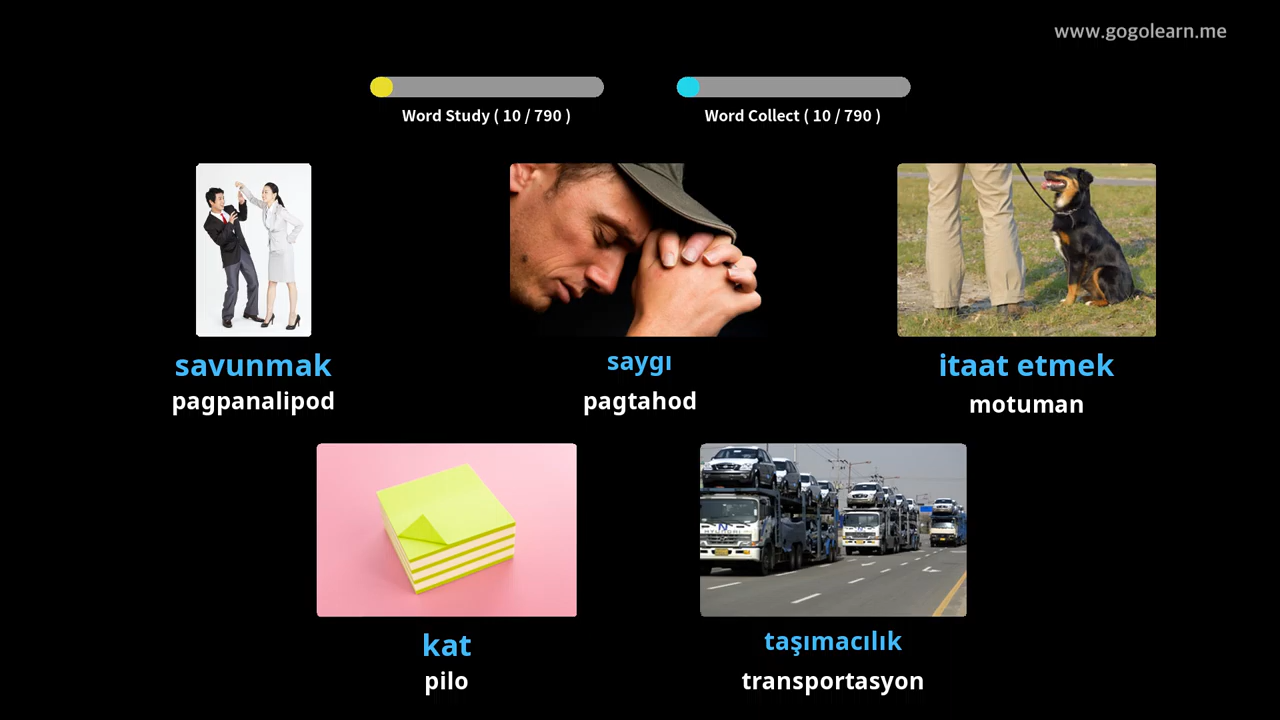 www.gogolearn.me
Word Study ( 10 / 790 )
Word Collect ( 10 / 790 )
savunmak
pagpanalipod
saygı
pagtahod
itaat etmek
motuman
kat
pilo
taşımacılık
transportasyon